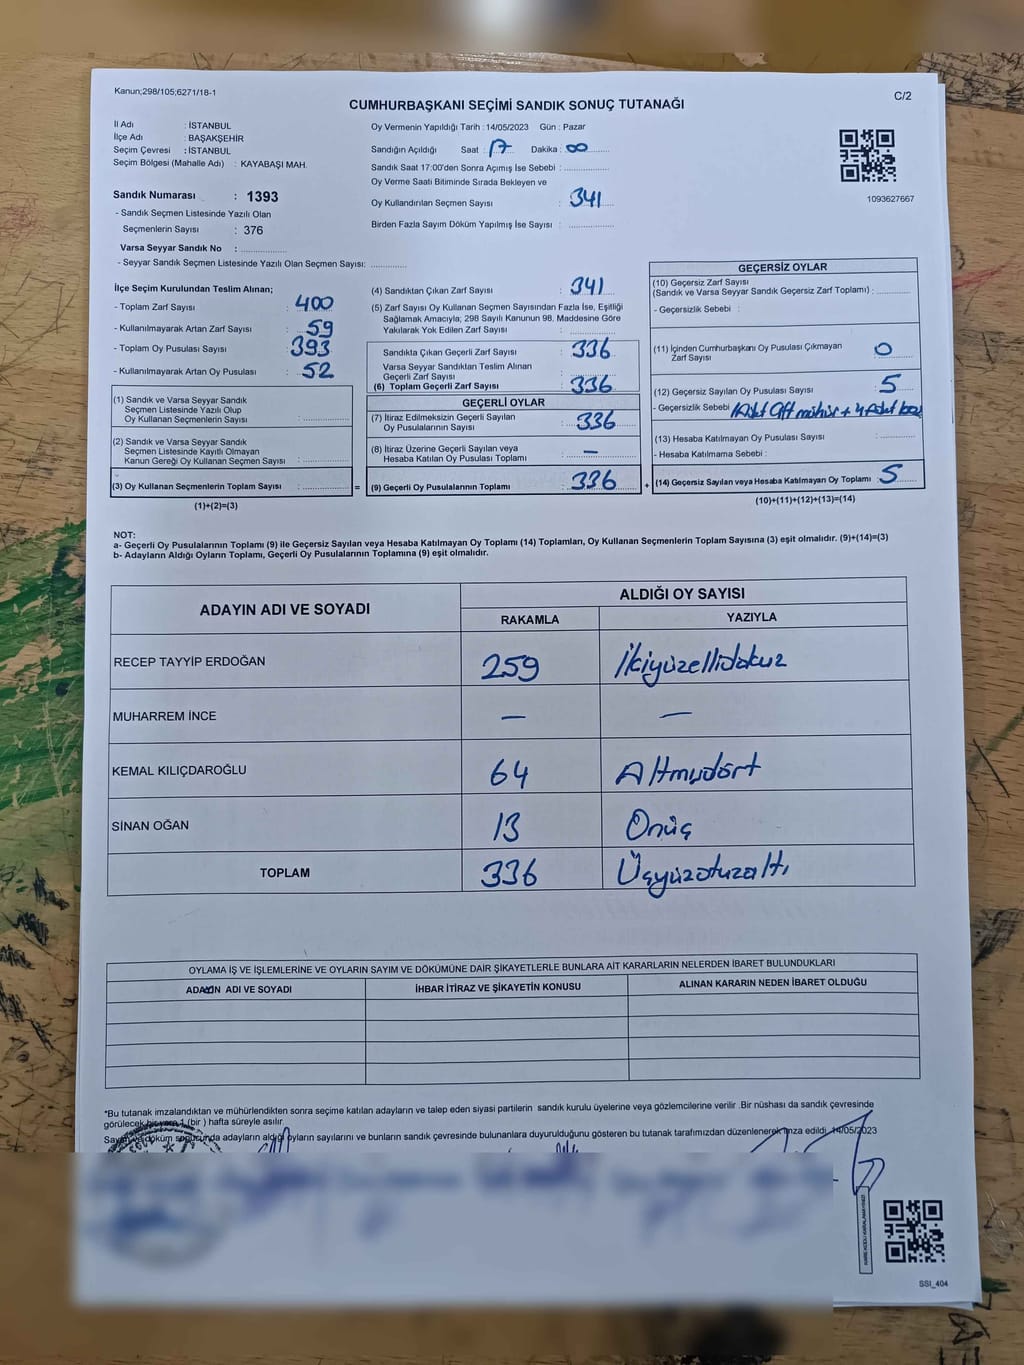 Kanun;298/105;6271/18-1
CUMHURBAŞKANI SEÇİMİ SANDIK SONUÇ TUTANAĞI
C/2
İl Adı : İSTANBUL
İlçe Adı : BAŞAKŞEHİR
Seçim Çevresi : İSTANBUL
Seçim Bölgesi (Mahalle Adı) : KAYABAŞI MAH.
Sandık Numarası : 1393
- Sandık Seçmen Listesinde Yazılı Olan
Seçmenlerin Sayısı : 376
Varsa Seyyar Sandık No :
- Seyyar Sandık Seçmen Listesinde Yazılı Olan Seçmen Sayısı:
Oy Vermenin Yapıldığı Tarih : 14/05/2023 Gün : Pazar
Sandığın Açıldığı Saat : 17 Dakika : 00
Sandık Saat 17:00'den Sonra Açımış İse Sebebi :
Oy Verme Saati Bitiminde Sırada Bekleyen ve
Oy Kullandırılan Seçmen Sayısı : 341
Birden Fazla Sayım Döküm Yapılmış İse Sayısı :
1093627667
İlçe Seçim Kurulundan Teslim Alınan;
- Toplam Zarf Sayısı : 400
- Kullanılmayarak Artan Zarf Sayısı : 59
- Toplam Oy Pusulası Sayısı : 393
- Kullanılmayarak Artan Oy Pusulası : 52
(1) Sandık ve Varsa Seyyar Sandık
Seçmen Listesinde Yazılı Olup
Oy Kullanan Seçmenlerin Sayısı :
(2) Sandık ve Varsa Seyyar Sandık
Seçmen Listesinde Kayıtlı Olmayan
Kanun Gereği Oy Kullanan Seçmen Sayısı :
(3) Oy Kullanan Seçmenlerin Toplam Sayısı : =
(1)+(2)=(3)
(4) Sandıktan Çıkan Zarf Sayısı : 341
(5) Zarf Sayısı Oy Kullanan Seçmen Sayısından Fazla İse, Eşitliği
Sağlamak Amacıyla; 298 Sayılı Kanunun 98. Maddesine Göre
Yakılarak Yok Edilen Zarf Sayısı :
Sandıkta Çıkan Geçerli Zarf Sayısı : 336
Varsa Seyyar Sandıktan Teslim Alınan
Geçerli Zarf Sayısı :
(6) Toplam Geçerli Zarf Sayısı : 336
GEÇERLİ OYLAR
(7) İtiraz Edilmeksizin Geçerli Sayılan
Oy Pusulalarının Sayısı : 336
(8) İtiraz Üzerine Geçerli Sayılan veya
Hesaba Katılan Oy Pusulası Toplamı : —
(9) Geçerli Oy Pusulalarının Toplamı : 336 +
GEÇERSİZ OYLAR
(10) Geçersiz Zarf Sayısı
(Sandık ve Varsa Seyyar Sandık Geçersiz Zarf Toplamı) :
- Geçersizlik Sebebi :
(11) İçinden Cumhurbaşkanı Oy Pusulası Çıkmayan
Zarf Sayısı : 0
(12) Geçersiz Sayılan Oy Pusulası Sayısı : 5
- Geçersizlik Sebebi 1 Adet çift mühür + 4 Adet boş
(13) Hesaba Katılmayan Oy Pusulası Sayısı :
- Hesaba Katılmama Sebebi :
(14) Geçersiz Sayılan veya Hesaba Katılmayan Oy Toplamı : 5
(10)+(11)+(12)+(13)=(14)
NOT:
a- Geçerli Oy Pusulalarının Toplamı (9) ile Geçersiz Sayılan veya Hesaba Katılmayan Oy Toplamı (14) Toplamları, Oy Kullanan Seçmenlerin Toplam Sayısına (3) eşit olmalıdır. (9)+(14)=(3)
b- Adayların Aldığı Oyların Toplamı, Geçerli Oy Pusulalarının Toplamına (9) eşit olmalıdır.
ADAYIN ADI VE SOYADI
ALDIĞI OY SAYISI
RAKAMLA YAZIYLA
RECEP TAYYİP ERDOĞAN 259 İkiyüzellidokuz
MUHARREM İNCE — —
KEMAL KILIÇDAROĞLU 64 Altmışdört
SİNAN OĞAN 13 Onüç
TOPLAM 336 Üçyüzotuzaltı
OYLAMA İŞ VE İŞLEMLERİNE VE OYLARIN SAYIM VE DÖKÜMÜNE DAİR ŞİKAYETLERLE BUNLARA AİT KARARLARIN NELERDEN İBARET BULUNDUKLARI
ADAYIN ADI VE SOYADI İHBAR İTİRAZ VE ŞİKAYETİN KONUSU ALINAN KARARIN NEDEN İBARET OLDUĞU
*Bu tutanak imzalandıktan ve mühürlendikten sonra seçime katılan adayların ve talep eden siyasi partilerin sandık kurulu üyelerine veya gözlemcilerine verilir .Bir nüshası da sandık çevresinde
görülecek bir yere 1 (bir ) hafta süreyle asılır
Sayım ve döküm sonucunda adayların aldığı oyların sayılarını ve bunların sandık çevresinde bulunanlara duyurulduğunu gösteren bu tutanak tarafımızdan düzenlenerek imza edildi. 14/05/2023
SSI_404